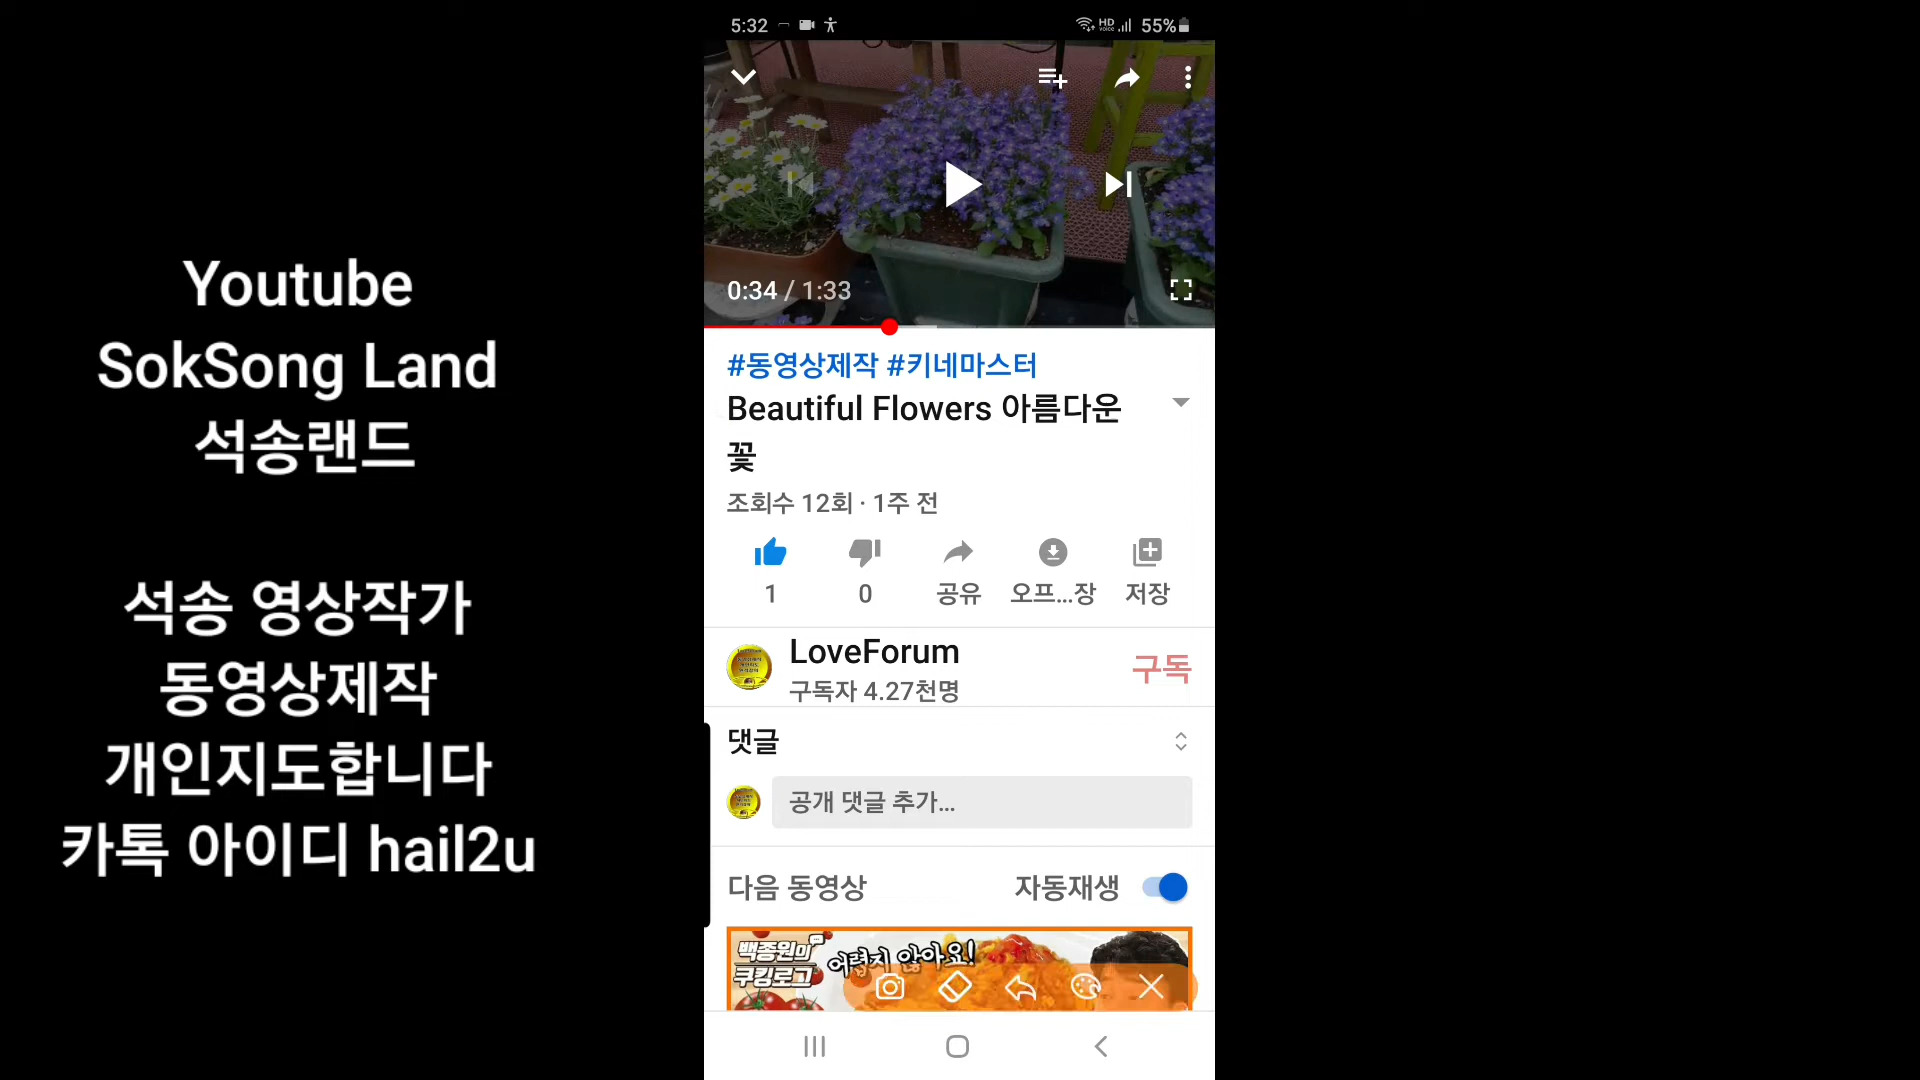 Youtube
SokSong Land
석송랜드
석송 영상작가
동영상제작
개인지도합니다
카톡 아이디 hail2u
5:32
HD voice
55%
0:34 / 1:33
#동영상제작 #키네마스터
Beautiful Flowers 아름다운
꽃
조회수 12회 · 1주 전
1
0
공유
오프...장
저장
LoveForum
구독자 4.27천명
구독
댓글
공개 댓글 추가...
다음 동영상
자동재생
백종원의
쿠킹로그
어렵지 않아요!